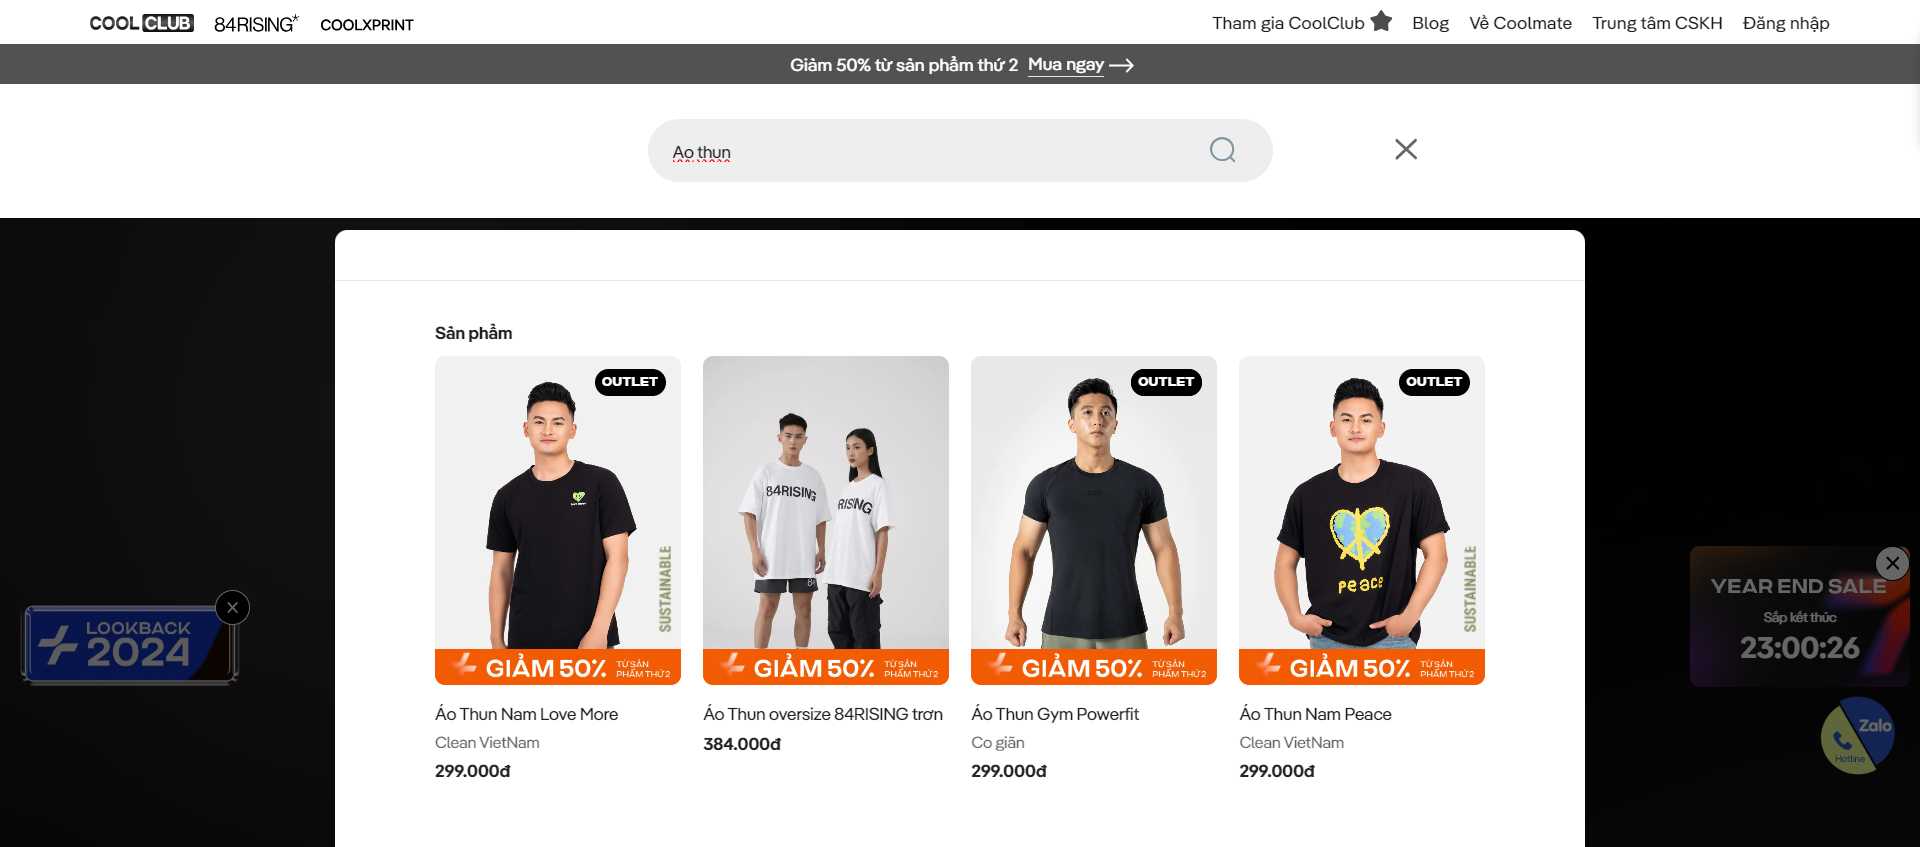 COOLCLUB 84RISING* COOLXPRINT Tham gia CoolClub Blog Về Coolmate Trung tâm CSKH Đăng nhập
Giảm 50% từ sản phẩm thứ 2 Mua ngay
Ao thun
Sản phẩm
OUTLET
SUSTAINABLE
GIẢM 50% TỪ SẢN PHẨM THỨ 2
Áo Thun Nam Love More
Clean VietNam
299.000đ
84RISING
RISING
84
GIẢM 50% TỪ SẢN PHẨM THỨ 2
Áo Thun oversize 84RISING trơn
384.000đ
OUTLET
GIẢM 50% TỪ SẢN PHẨM THỨ 2
Áo Thun Gym Powerfit
Co giãn
299.000đ
OUTLET
Peace
SUSTAINABLE
GIẢM 50% TỪ SẢN PHẨM THỨ 2
Áo Thun Nam Peace
Clean VietNam
299.000đ
LOOKBACK
2024
YEAR END SALE
Sắp kết thúc
23:00:26
Zalo
Hotline